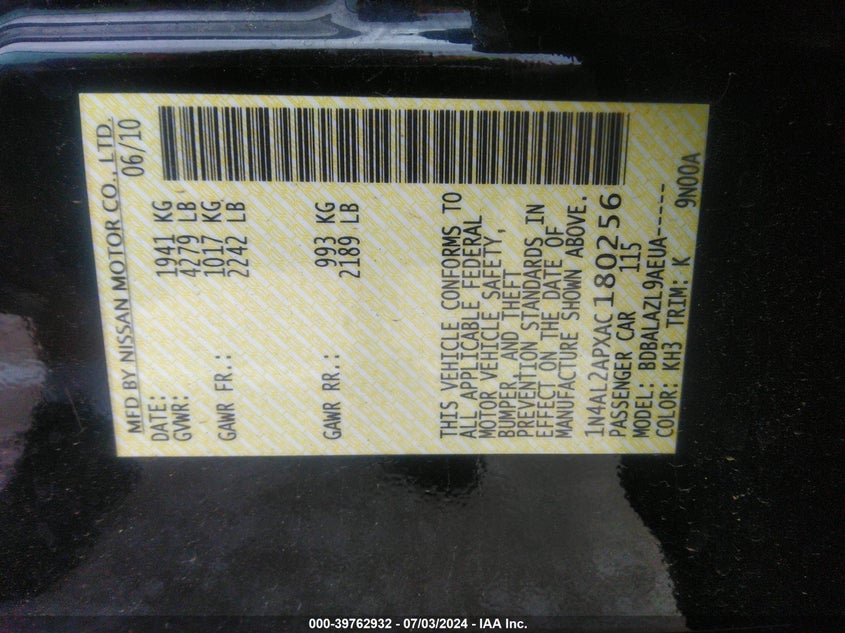 MFD BY NISSAN MOTOR CO., LTD.
DATE: 06/10
GVWR: 1941 KG
4279 LB
GAWR FR.: 1017 KG
2242 LB
GAWR RR.: 993 KG
2189 LB
THIS VEHICLE CONFORMS TO
ALL APPLICABLE FEDERAL
MOTOR VEHICLE SAFETY,
BUMPER, AND THEFT
PREVENTION STANDARDS IN
EFFECT ON THE DATE OF
MANUFACTURE SHOWN ABOVE.
1N4AL2APXAC180256
PASSENGER CAR 115
MODEL: BDBALAZL9AEUA-----
COLOR: KH3 TRIM: K 9N00A
000-39762932 - 07/03/2024 - IAA Inc.